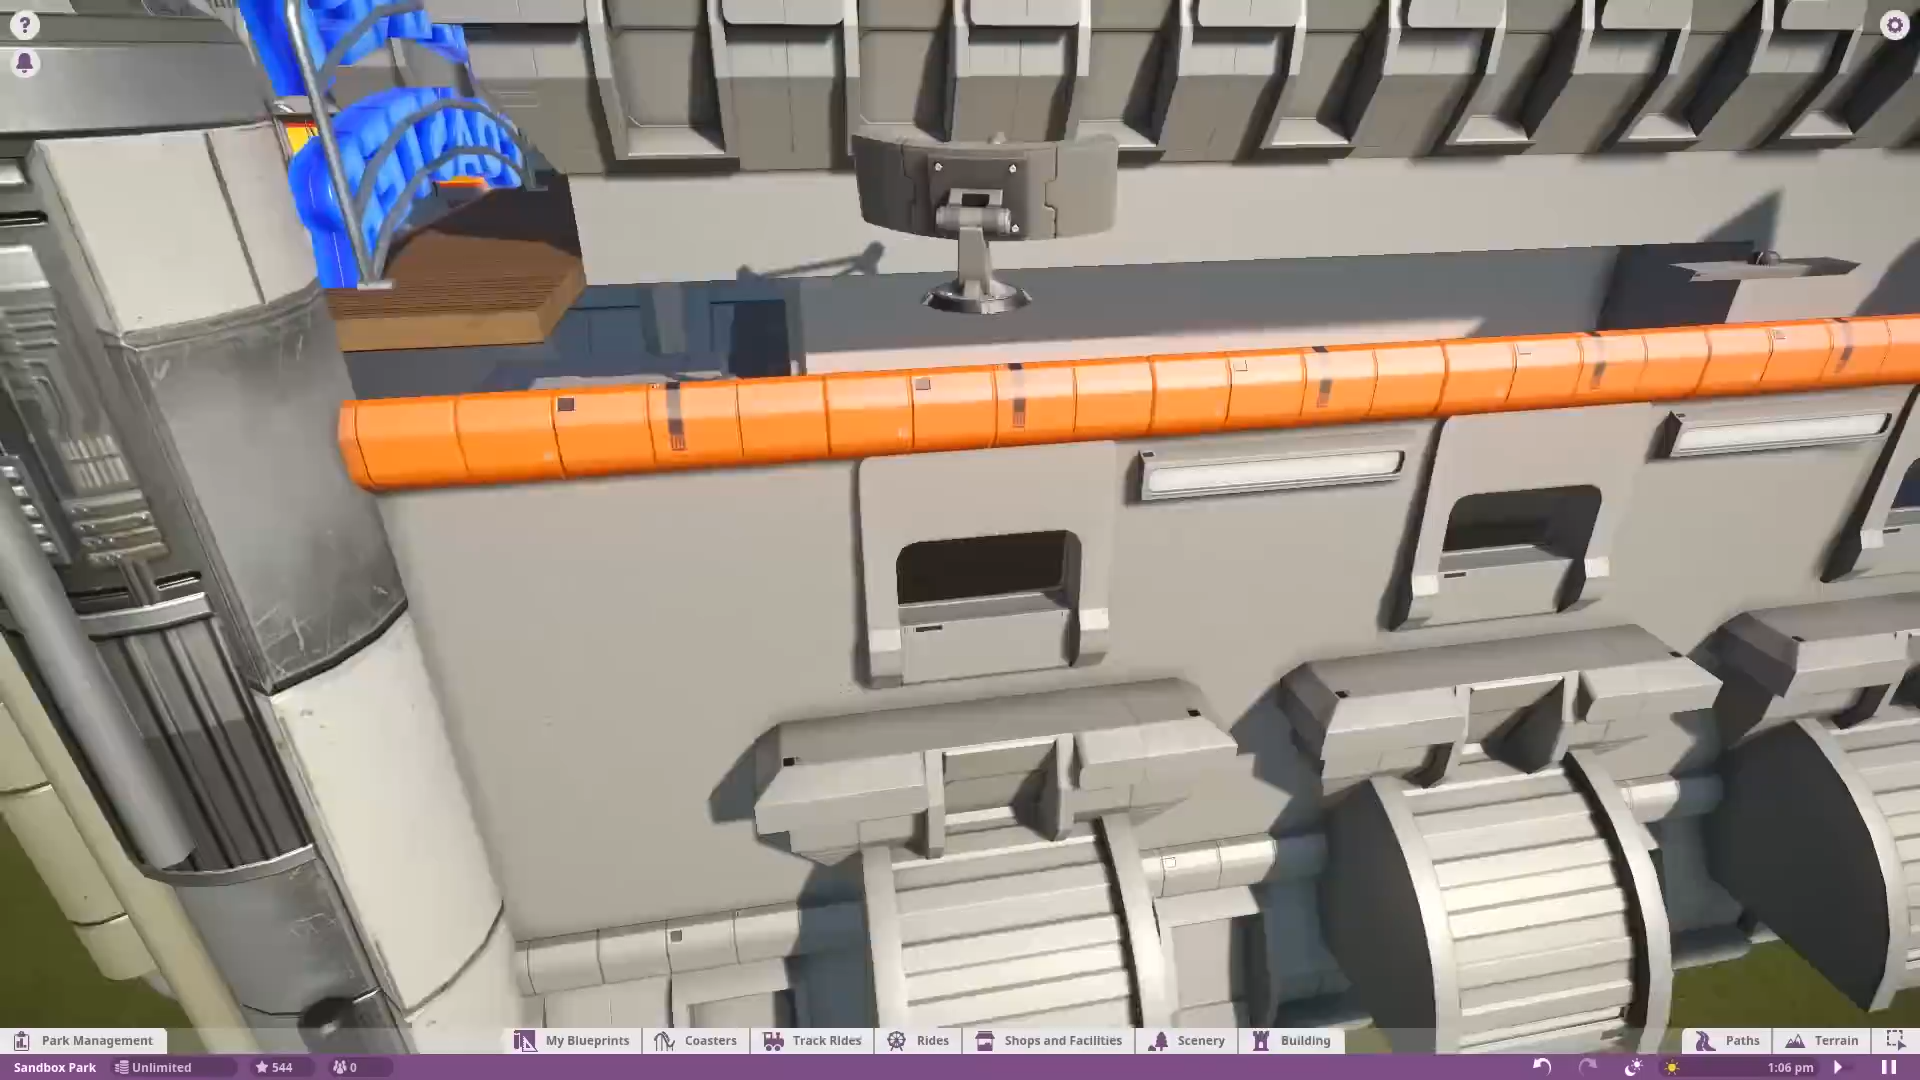 ?
Park Management
My Blueprints
Coasters
Track Rides
Rides
Shops and Facilities
Scenery
Building
Paths
Terrain
Sandbox Park
Unlimited
544
0
1:06 pm